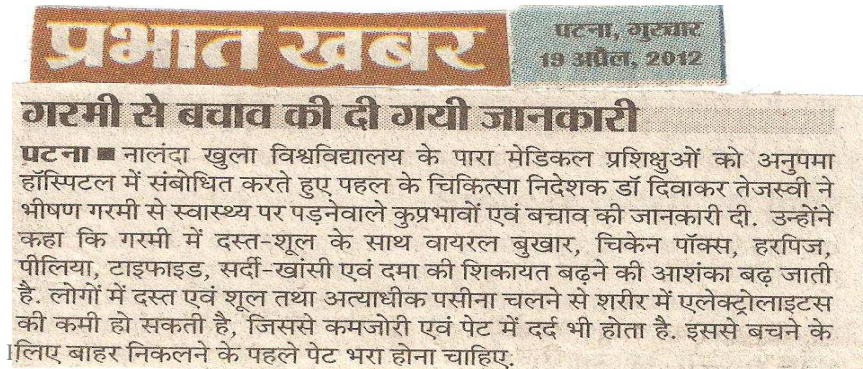 प्रभात खबर
पटना, गुरुवार
19 अप्रैल, 2012
गरमी से बचाव की दी गयी जानकारी
पटना ■ नालंदा खुला विश्वविद्यालय के पारा मेडिकल प्रशिक्षुओं को अनुपमा
हॉस्पिटल में संबोधित करते हुए पहल के चिकित्सा निदेशक डॉ दिवाकर तेजस्वी ने
भीषण गरमी से स्वास्थ्य पर पड़नेवाले कुप्रभावों एवं बचाव की जानकारी दी. उन्होंने
कहा कि गरमी में दस्त-शूल के साथ वायरल बुखार, चिकेन पॉक्स, हरपिज,
पीलिया, टाइफाइड, सर्दी-खांसी एवं दमा की शिकायत बढ़ने की आशंका बढ़ जाती
है. लोगों में दस्त एवं शूल तथा अत्याधीक पसीना चलने से शरीर में एलेक्ट्रोलाइटस
की कमी हो सकती है, जिससे कमजोरी एवं पेट में दर्द भी होता है. इससे बचने के
लिए बाहर निकलने के पहले पेट भरा होना चाहिए.